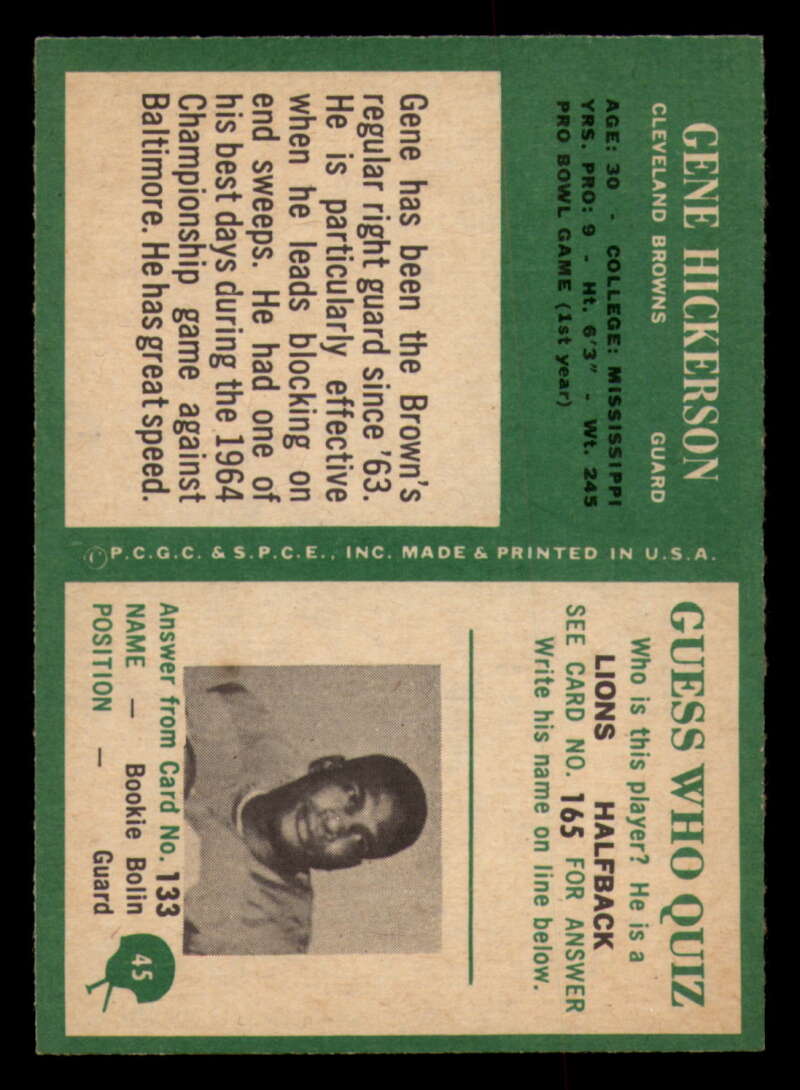 GENE HICKERSON
CLEVELAND BROWNS GUARD
AGE: 30 - COLLEGE: MISSISSIPPI
YRS. PRO: 9 - Ht. 6'3" - Wt. 245
PRO BOWL GAME (1st year)
Gene has been the Brown's
regular right guard since '63.
He is particularly effective
when he leads blocking on
end sweeps. He had one of
his best days during the 1964
Championship game against
Baltimore. He has great speed.
©P.C.G.C. & S.P.C.E., INC. MADE & PRINTED IN U.S.A.
GUESS WHO QUIZ
Who is this player? He is a
LIONS HALFBACK
SEE CARD NO. 165 FOR ANSWER
Write his name on line below.
Answer from Card No. 133
NAME — Bookie Bolin
POSITION — Guard
45